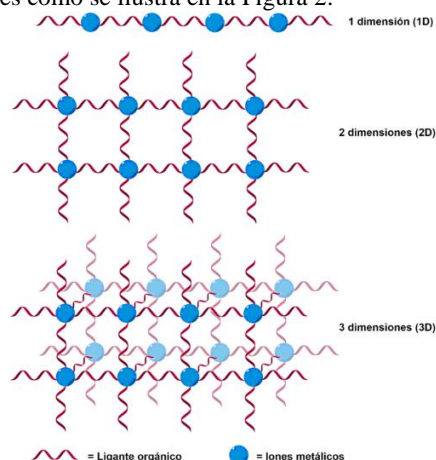 es como se ilustra en la Figura 2.
1 dimensión (1D)
2 dimensiones (2D)
3 dimensiones (3D)
= Ligante orgánico
= Iones metálicos